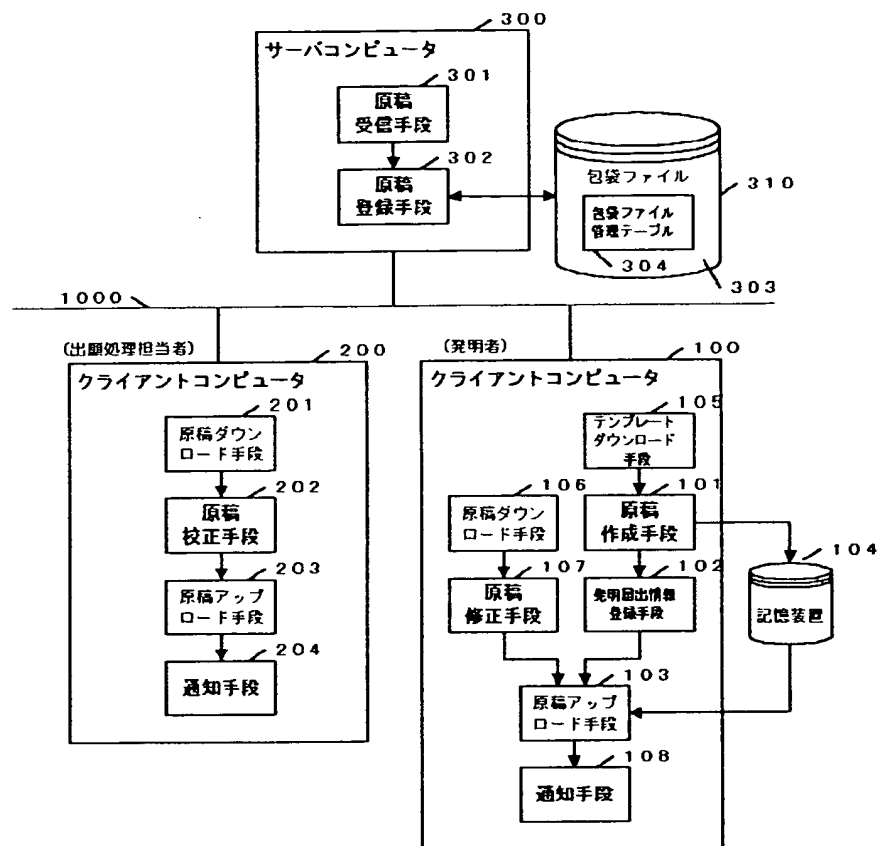 300
サーバコンピュータ
301
原稿
受信手段
302
原稿
登録手段
包袋ファイル
310
包袋ファイル
管理テーブル
304
303
1000
(出願処理担当者)
200
クライアントコンピュータ
201
原稿ダウン
ロード手段
202
原稿
校正手段
203
原稿アップ
ロード手段
204
通知手段
(発明者)
100
クライアントコンピュータ
105
テンプレート
ダウンロード
手段
106
原稿ダウン
ロード手段
101
原稿
作成手段
104
記憶装置
107
原稿
修正手段
102
発明届出情報
登録手段
103
原稿アップ
ロード手段
108
通知手段